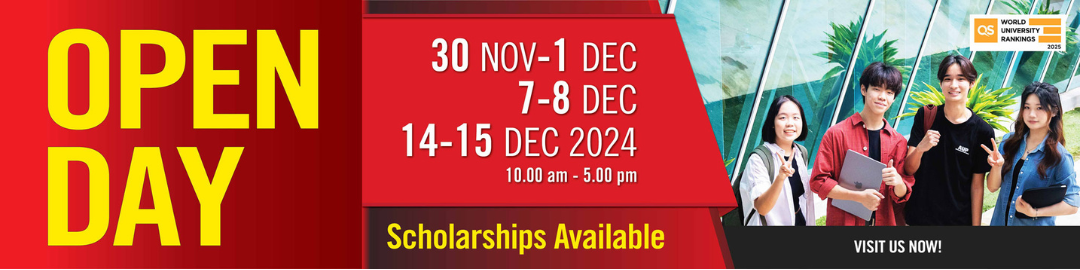 OPEN
DAY
30 NOV-1 DEC
7-8 DEC
14-15 DEC 2024
10.00 am - 5.00 pm
Scholarships Available
QS
WORLD
UNIVERSITY
RANKINGS
2025
VISIT US NOW!